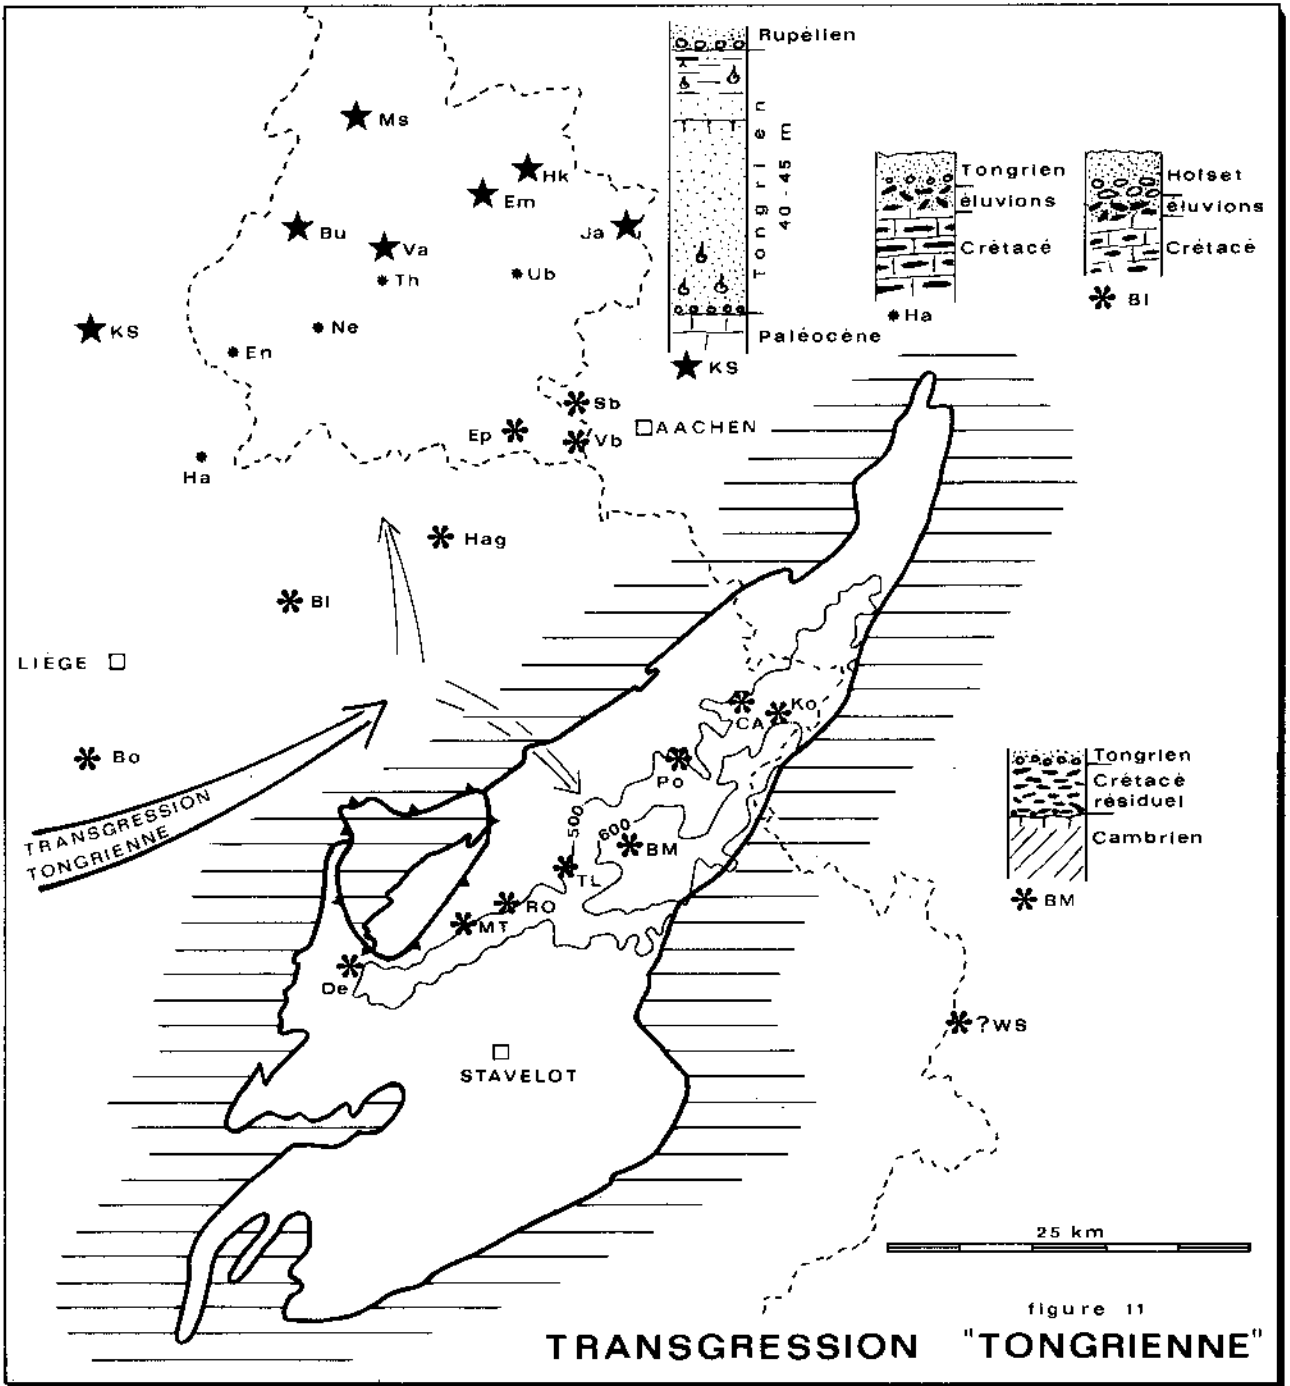 Rupélien
Tongrien
40-45 m
Paléocène
KS
Tongrien
éluvions
Crétacé
Ha
Hofset
éluvions
Crétacé
Bl
Ms
Hk
Em
Bu
Va
Ja
Th
Ub
KS
Ne
En
Sb
Ep
Vb
AACHEN
Ha
Hag
Bl
LIÈGE
Bo
TRANSGRESSION
TONGRIENNE
CA
Ko
Po
500
600
BM
TL
RO
MT
De
Tongrien
Crétacé
résiduel
Cambrien
BM
?WS
STAVELOT
25 km
figure 11
TRANSGRESSION "TONGRIENNE"